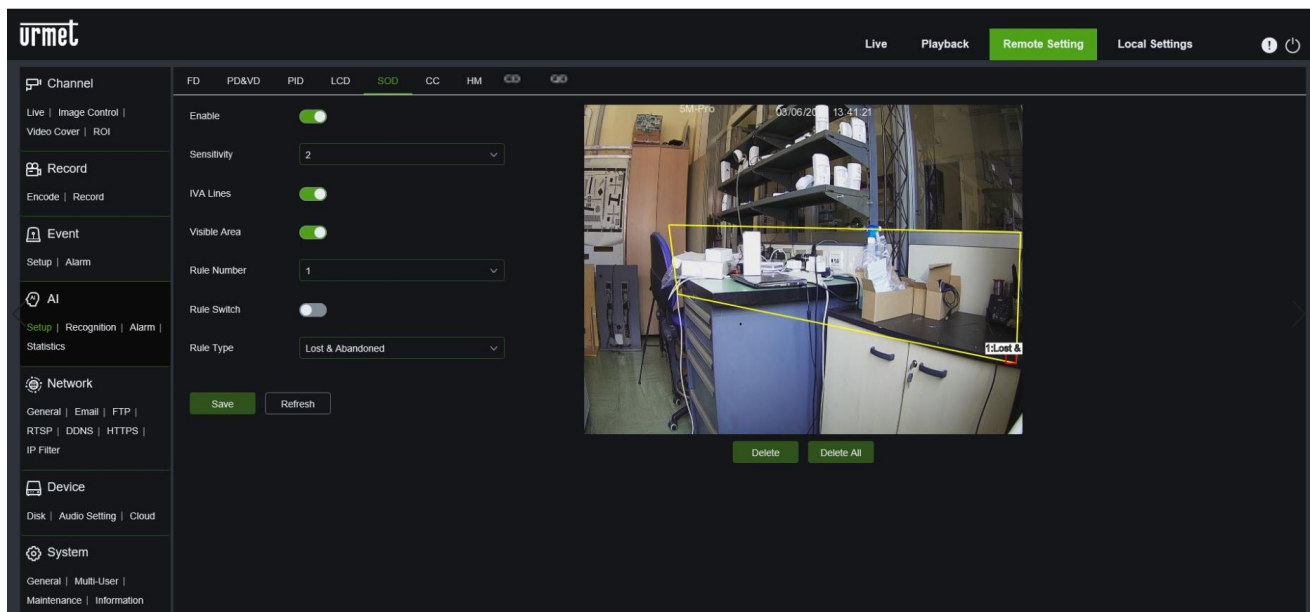 urmet
Live Playback Remote Setting Local Settings
Channel
Live | Image Control |
Video Cover | ROI
Record
Encode | Record
Event
Setup | Alarm
AI
Setup | Recognition | Alarm |
Statistics
Network
General | Email | FTP |
RTSP | DDNS | HTTPS |
IP Filter
Device
Disk | Audio Setting | Cloud
System
General | Multi-User |
Maintenance | Information
FD PD&VD PID LCD SOD CC HM CD QD
Enable
Sensitivity 2
IVA Lines
Visible Area
Rule Number 1
Rule Switch
Rule Type Lost & Abandoned
Save Refresh
5M-Pro 13:41:21
1:Lost &
Delete Delete All